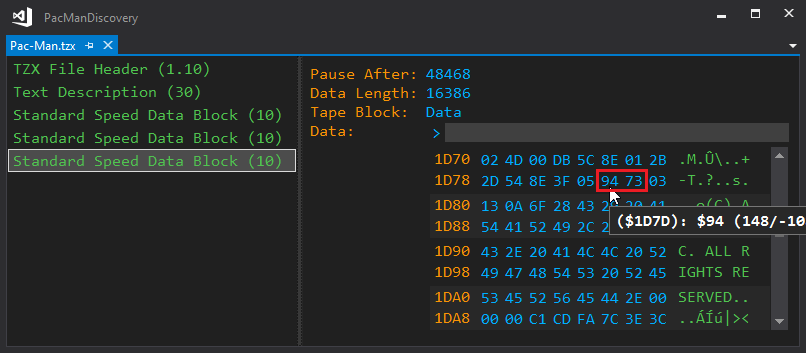 PacManDiscovery
Pac-Man.tzx
TZX File Header (1.10)
Text Description (30)
Standard Speed Data Block (10)
Standard Speed Data Block (10)
Standard Speed Data Block (10)
Pause After: 48468
Data Length: 16386
Tape Block: Data
Data: >
1D70 02 4D 00 DB 5C 8E 01 2B .M.Û\..+
1D78 2D 54 8E 3F 05 94 73 03 -T.?..s.
1D80 13 0A 6F 28 43 20 41
($1D7D): $94 (148/-10
1D88 54 41 52 49 2C
1D90 43 2E 20 41 4C 4C 20 52 C. ALL R
1D98 49 47 48 54 53 20 52 45 IGHTS RE
1DA0 53 45 52 56 45 44 2E 00 SERVED..
1DA8 00 00 C1 CD FA 7C 3E 3C ..ÁÍú|><